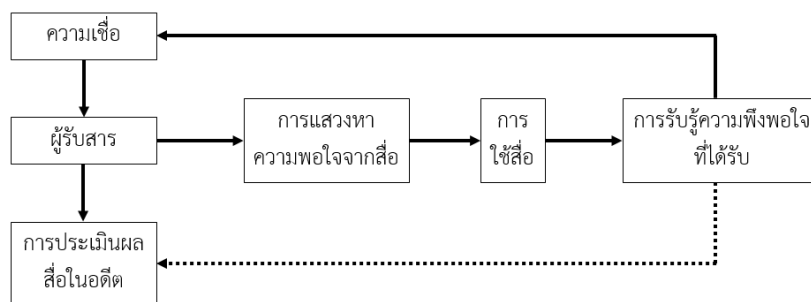 ความเชื่อ
ผู้รับสาร
การแสวงหา
ความพอใจจากสื่อ
การ
ใช้สื่อ
การรับรู้ความพึงพอใจ
ที่ได้รับ
การประเมินผล
สื่อในอดีต